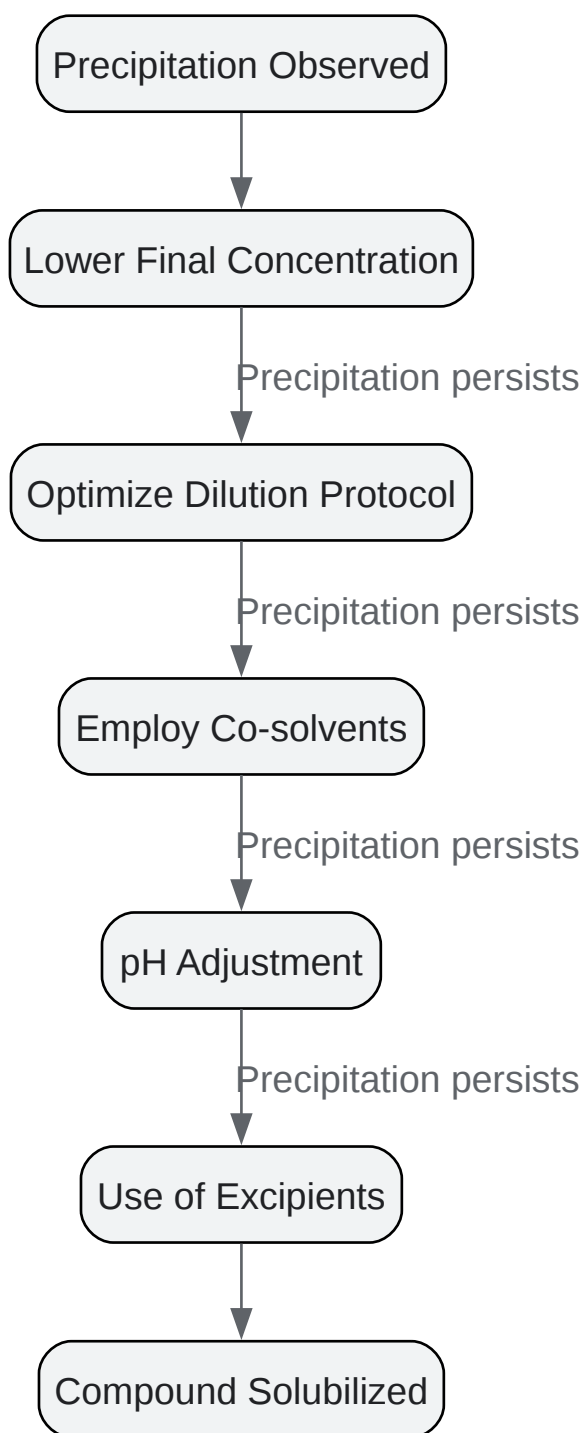 Precipitation Observed
Lower Final Concentration
Precipitation persists
Optimize Dilution Protocol
Precipitation persists
Employ Co-solvents
Precipitation persists
pH Adjustment
Precipitation persists
Use of Excipients
Compound Solubilized